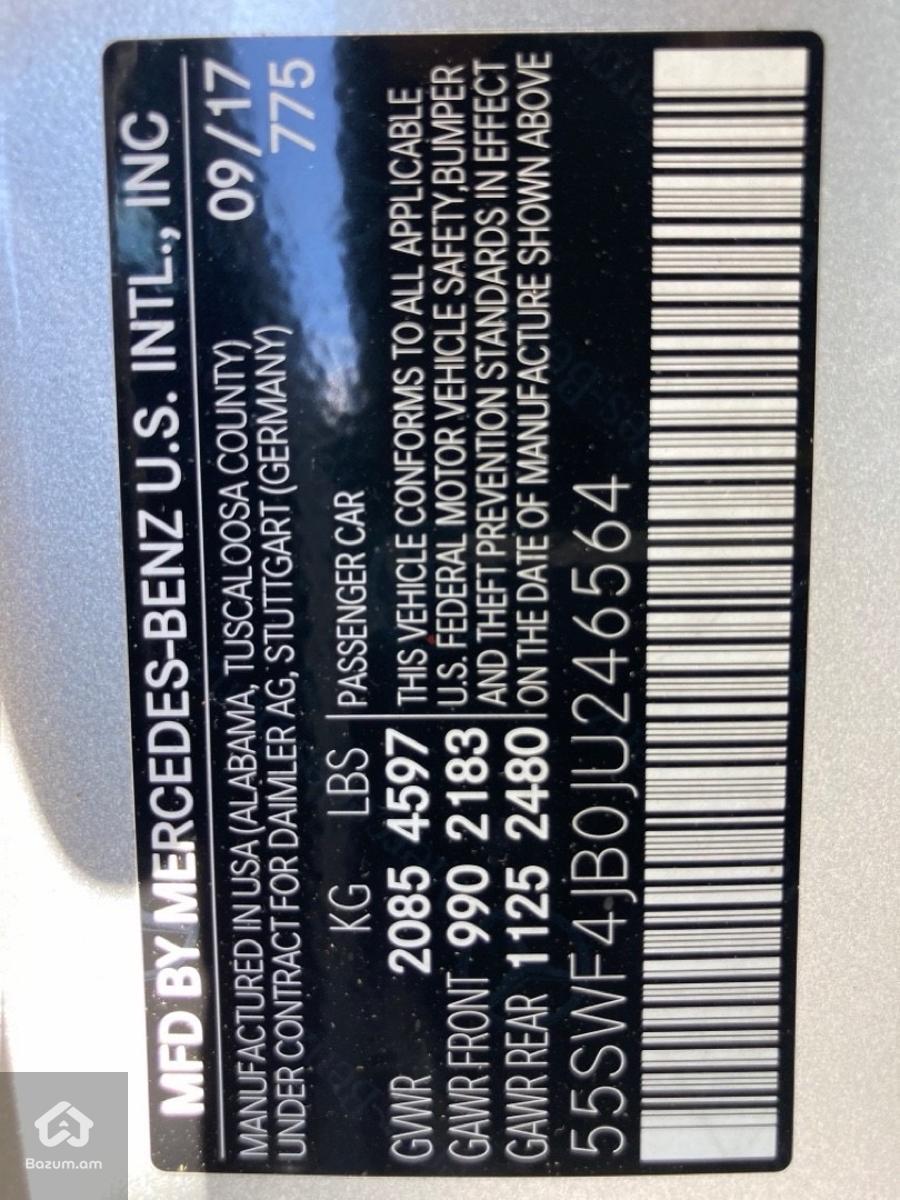 MFD BY MERCEDES-BENZ U.S. INTL., INC
MANUFACTURED IN USA (ALABAMA, TUSCALOOSA COUNTY) 09/17
UNDER CONTRACT FOR DAIMLER AG, STUTTGART (GERMANY) 775
KG LBS PASSENGER CAR
GVWR 2085 4597 THIS VEHICLE CONFORMS TO ALL APPLICABLE
GAWR FRONT 990 2183 U.S. FEDERAL MOTOR VEHICLE SAFETY,BUMPER
GAWR REAR 1125 2480 AND THEFT PREVENTION STANDARDS IN EFFECT
ON THE DATE OF MANUFACTURE SHOWN ABOVE
55SWF4JB0JU246564
Bazum.am